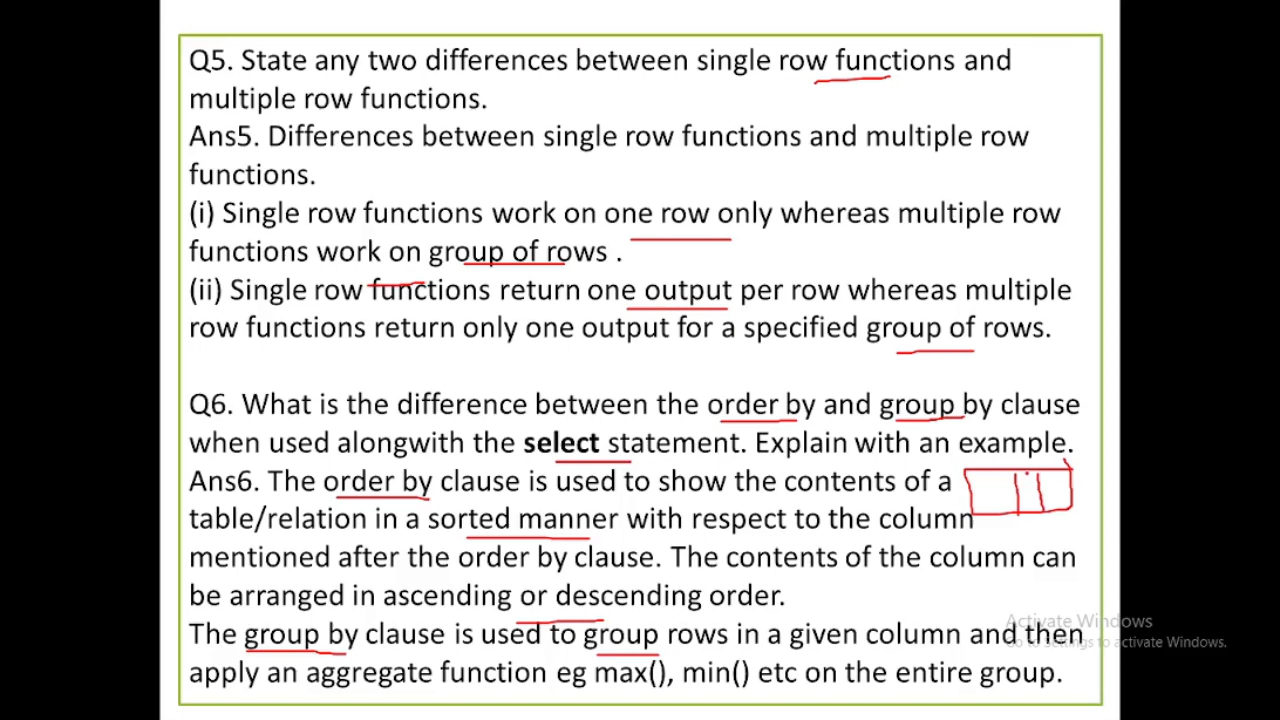 Q5. State any two differences between single row functions and
multiple row functions.
Ans5. Differences between single row functions and multiple row
functions.
(i) Single row functions work on one row only whereas multiple row
functions work on group of rows .
(ii) Single row functions return one output per row whereas multiple
row functions return only one output for a specified group of rows.
Q6. What is the difference between the order by and group by clause
when used alongwith the select statement. Explain with an example.
Ans6. The order by clause is used to show the contents of a
table/relation in a sorted manner with respect to the column
mentioned after the order by clause. The contents of the column can
be arranged in ascending or descending order.
Activate Windows
The group by clause is used to group rows in a given column and then
Go to Settings to activate Windows.
apply an aggregate function eg max(), min() etc on the entire group.